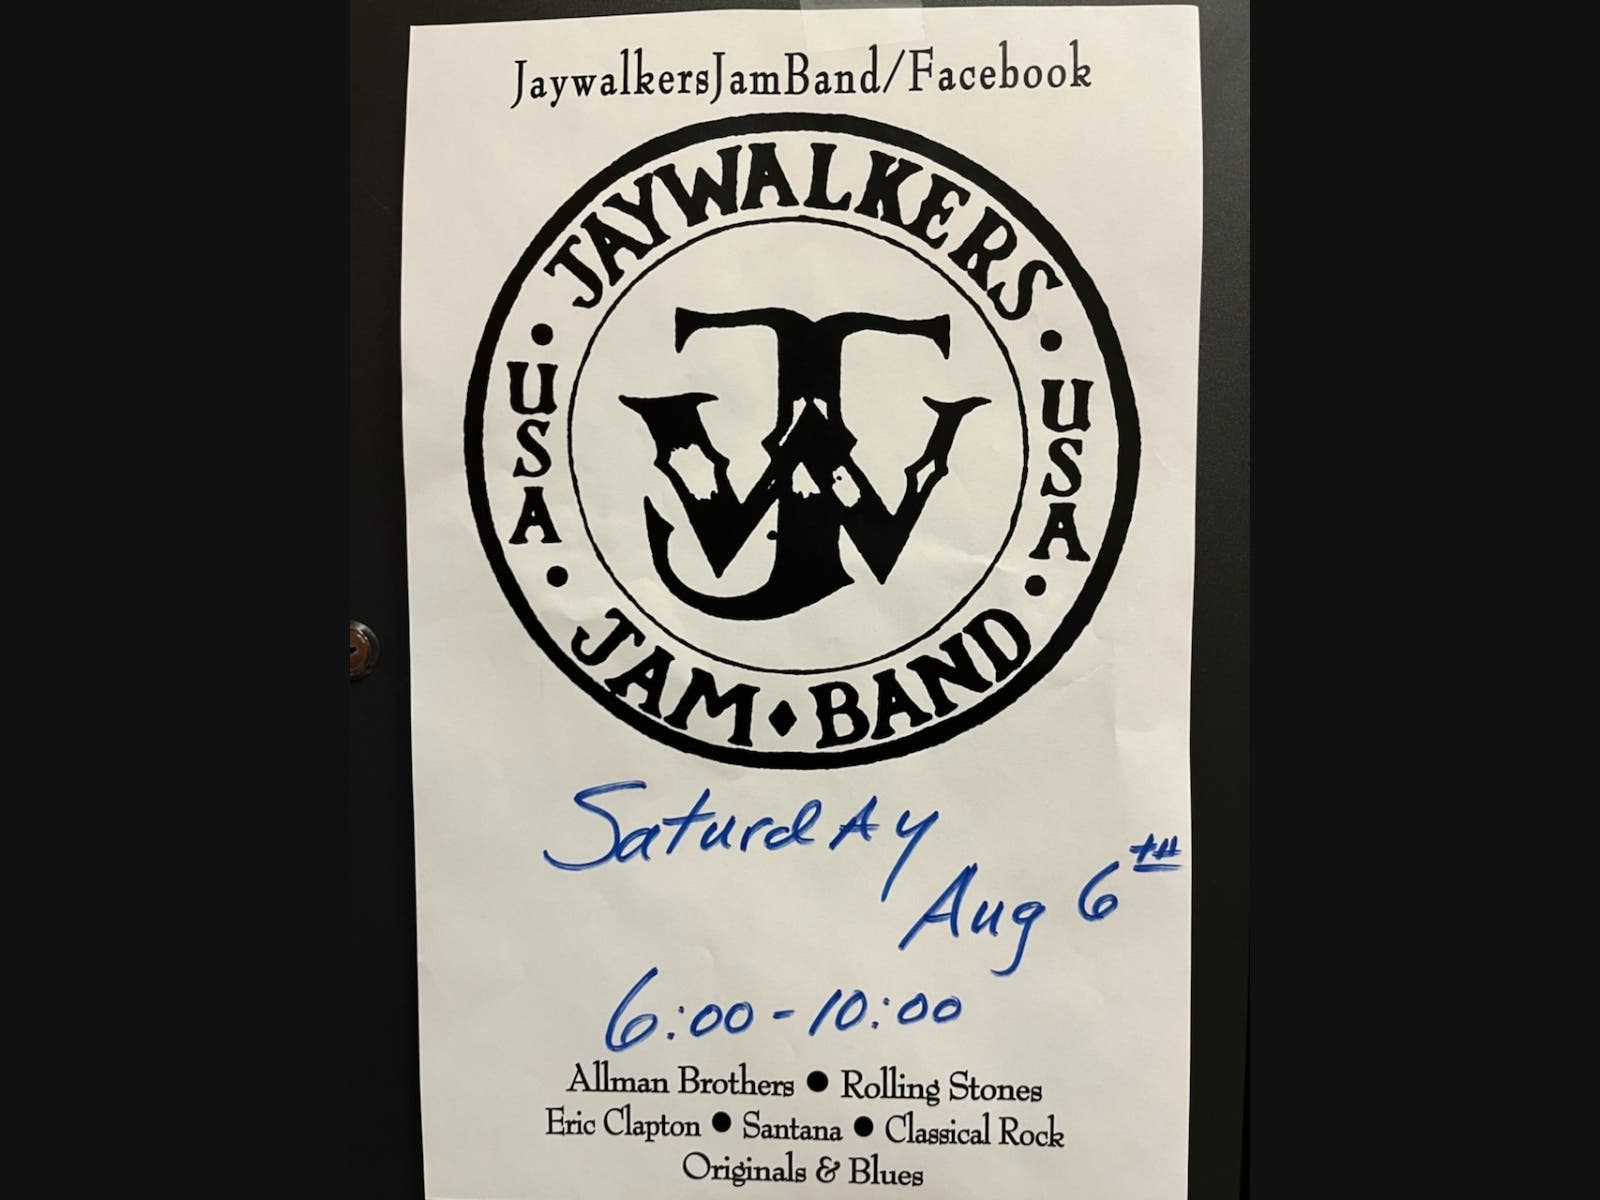 JaywalkersJamBand/Facebook
JAYWALKERS
USA
USA
JW
JAM BAND
Saturday
Aug 6th
6:00-10:00
Allman Brothers ● Rolling Stones
Eric Clapton ● Santana ● Classical Rock
Originals & Blues